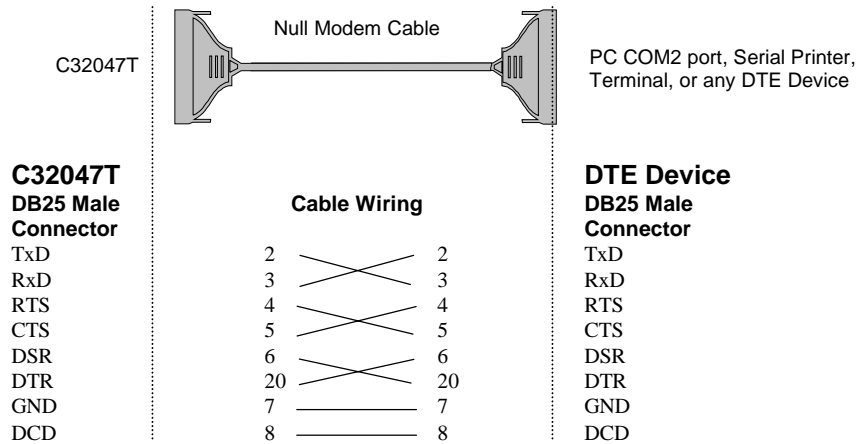 Null Modem Cable
C32047T
PC COM2 port, Serial Printer,
Terminal, or any DTE Device
C32047T DTE Device
DB25 Male Cable Wiring DB25 Male
Connector Connector
TxD 2 2 TxD
RxD 3 3 RxD
RTS 4 4 RTS
CTS 5 5 CTS
DSR 6 6 DSR
DTR 20 20 DTR
GND 7 7 GND
DCD 8 8 DCD